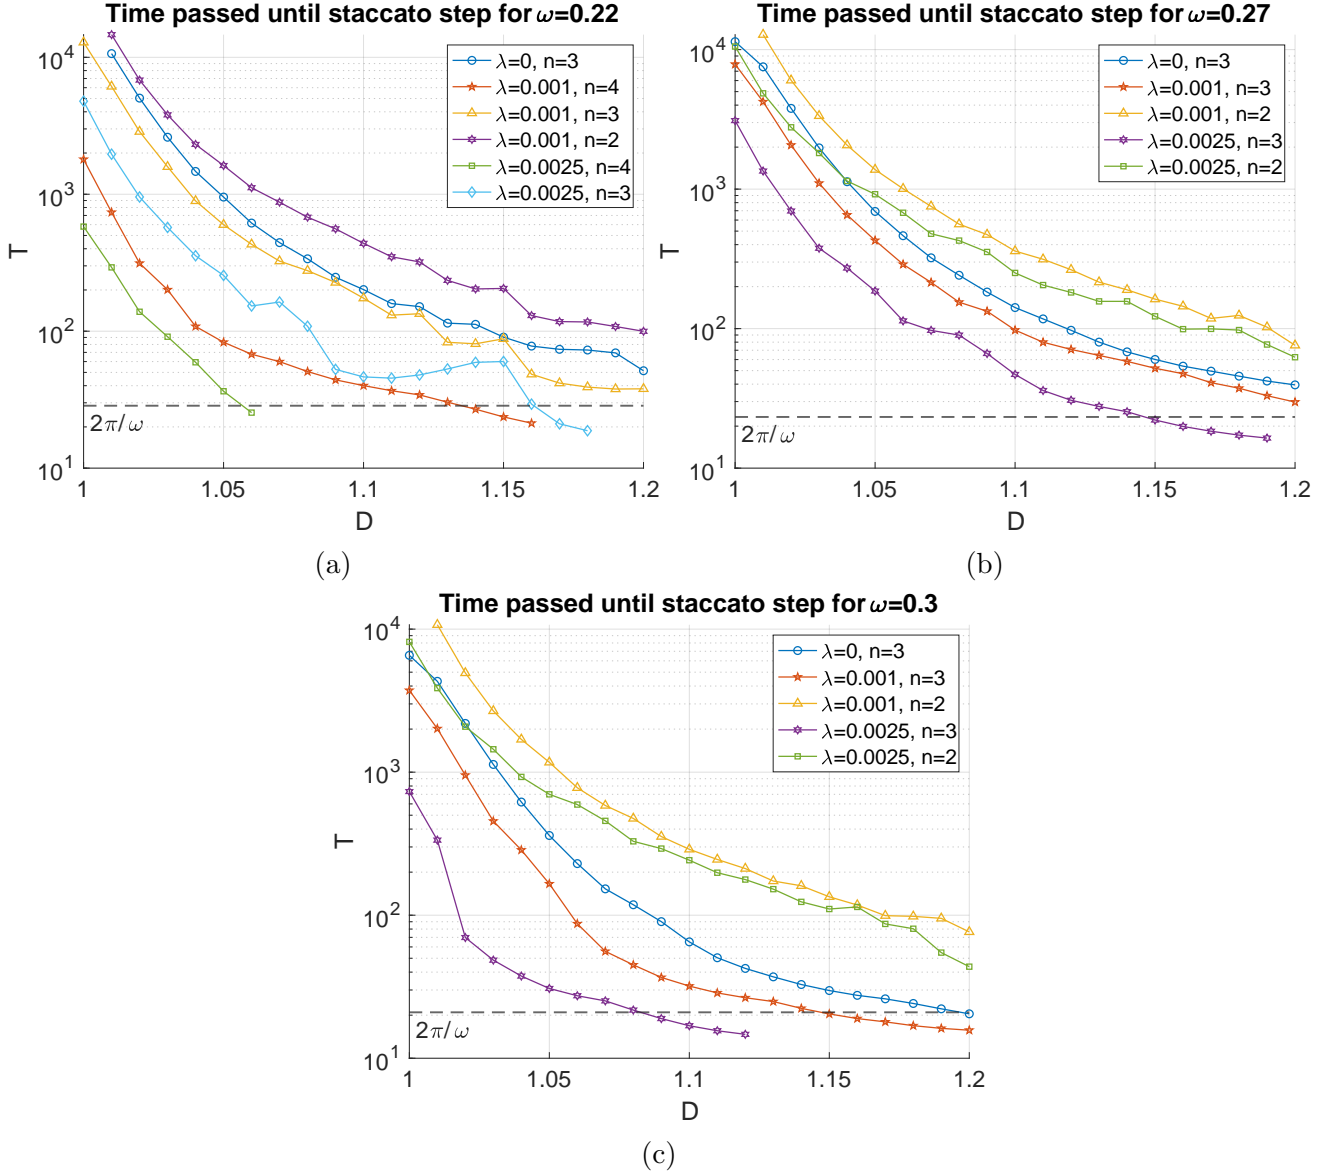 Time passed until staccato step for ω=0.22
10^4
10^3
10^2
10^1
T
λ=0, n=3
λ=0.001, n=4
λ=0.001, n=3
λ=0.001, n=2
λ=0.0025, n=4
λ=0.0025, n=3
2π/ω
1 1.05 1.1 1.15 1.2
D
(a)
Time passed until staccato step for ω=0.27
10^4
10^3
10^2
10^1
T
λ=0, n=3
λ=0.001, n=3
λ=0.001, n=2
λ=0.0025, n=3
λ=0.0025, n=2
2π/ω
1 1.05 1.1 1.15 1.2
D
(b)
Time passed until staccato step for ω=0.3
10^4
10^3
10^2
10^1
T
λ=0, n=3
λ=0.001, n=3
λ=0.001, n=2
λ=0.0025, n=3
λ=0.0025, n=2
2π/ω
1 1.05 1.1 1.15 1.2
D
(c)